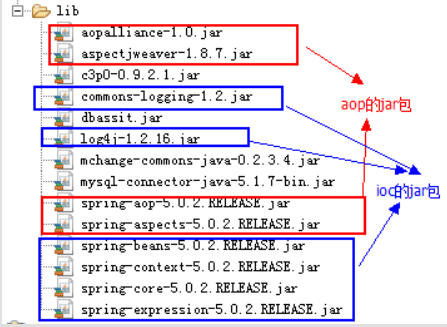 lib
aopalliance-1.0.jar
aspectjweaver-1.8.7.jar
c3p0-0.9.2.1.jar
commons-logging-1.2.jar
dbassit.jar
log4j-1.2.16.jar
mchange-commons-java-0.2.3.4.jar
mysql-connector-java-5.1.7-bin.jar
spring-aop-5.0.2.RELEASE.jar
spring-aspects-5.0.2.RELEASE.jar
spring-beans-5.0.2.RELEASE.jar
spring-context-5.0.2.RELEASE.jar
spring-core-5.0.2.RELEASE.jar
spring-expression-5.0.2.RELEASE.jar
aop的jar包
ioc的jar包